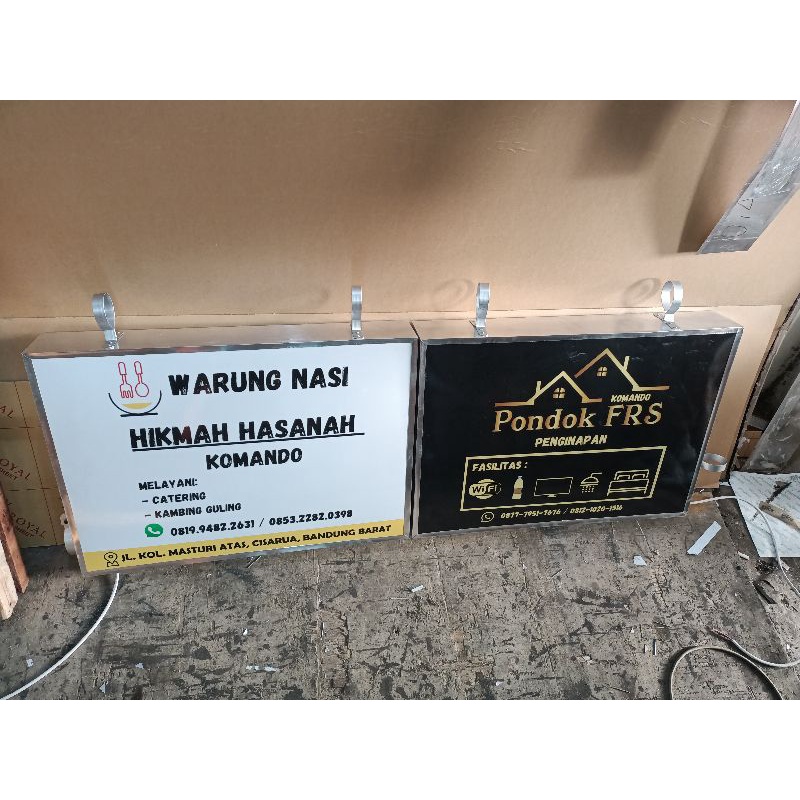 WARUNG NASI
HIKMAH HASANAH
KOMANDO
MELAYANI:
- CATERING
- KAMBING GULING
0819.9482.2631 / 0853.2282.0398
JL. KOL. MASTURI ATAS, CISARUA, BANDUNG BARAT
KOMANDO
Pondok FRS
PENGINAPAN
FASILITAS :
WiFi
ROYAL